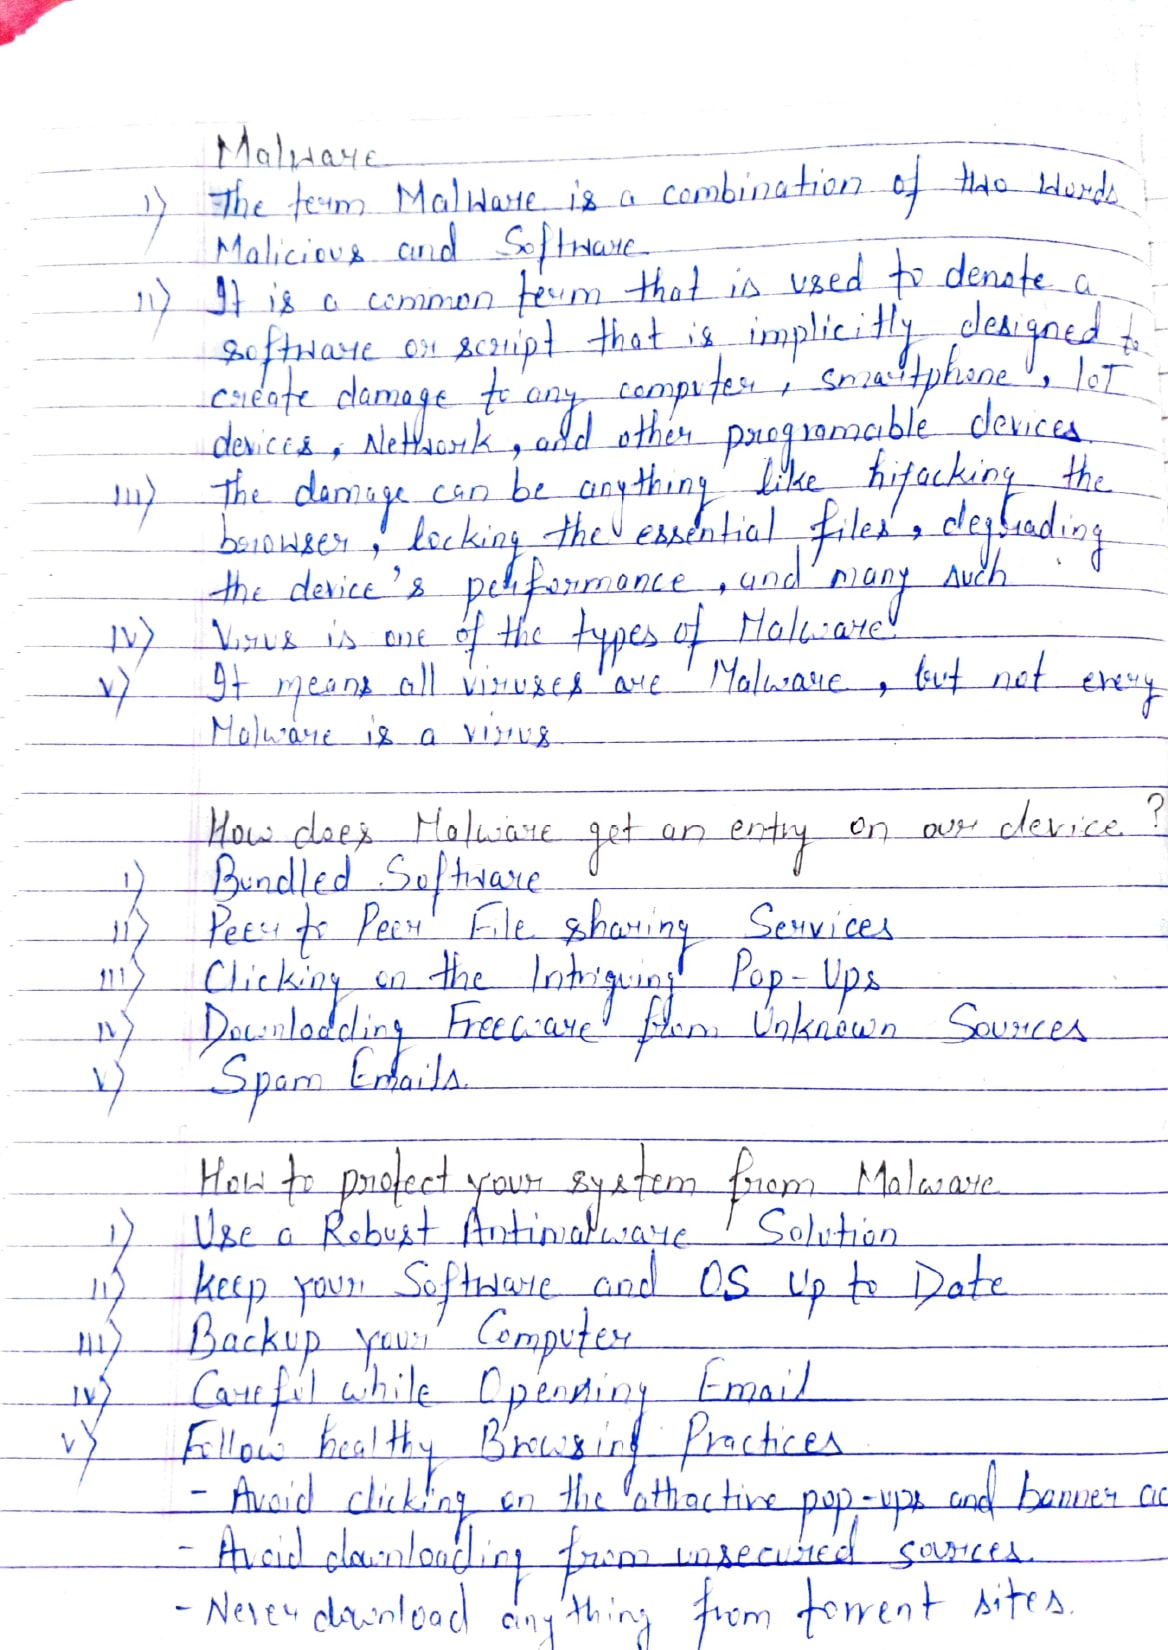 Malware
i) The term Malware is a combination of two words
Malicious and Software
ii) It is a common term that is used to denote a
software or script that is implicitly designed to
create damage to any computer, smartphone, IoT
devices, Network, and other programable devices.
iii) The damage can be anything like hijacking the
browser, locking the essential files, degrading
the device's performance, and many such
iv) Virus is one of the types of Malware
v) It means all viruses are Malware, but not every
Malware is a virus
How does Malware get an entry on our device?
i) Bundled Software
ii) Peer to Peer File sharing Services
iii) Clicking on the Intriguing Pop-Ups
iv) Downloading Freeware from Unknown Sources
v) Spam Emails.
How to protect your system from Malware
i) Use a Robust Antimalware Solution
ii) Keep your Software and OS Up to Date
iii) Backup your Computer
iv) Careful while Openning Email
v) Follow healthy Browsing Practices
- Avoid clicking on the attractive pop-ups and banner
- Avoid downloading from unsecured sources.
- Never download anything from torrent sites.